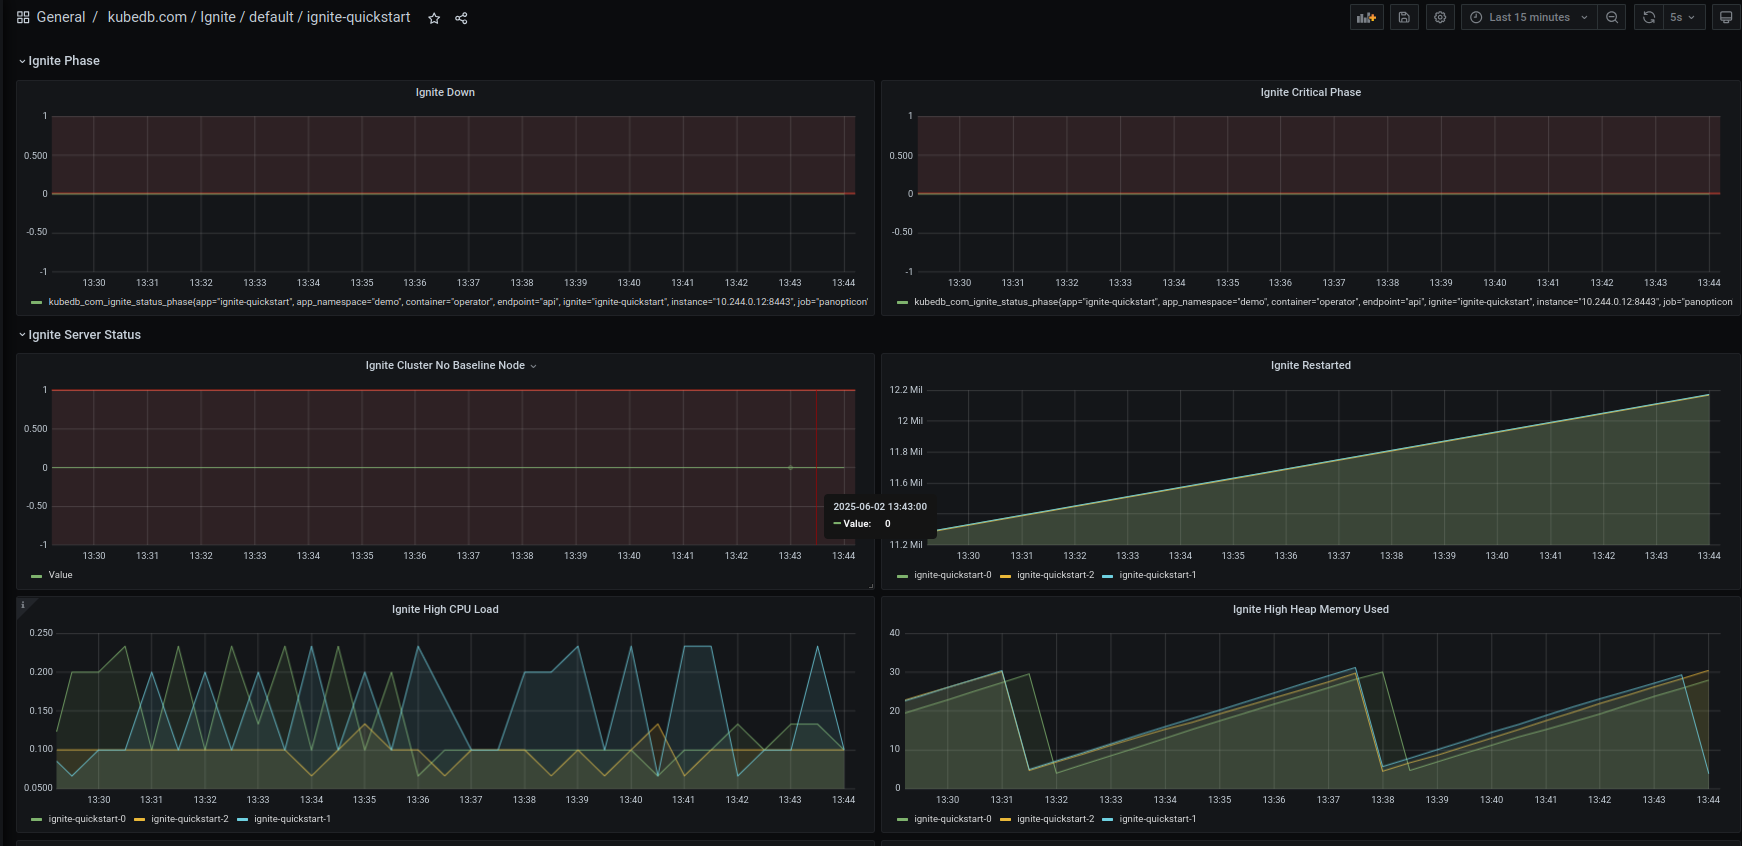 General / kubedb.com / Ignite / default / ignite-quickstart
Last 15 minutes
5s
Ignite Phase
Ignite Down
1
0.500
0
-0.50
-1
13:30 13:31 13:32 13:33 13:34 13:35 13:36 13:37 13:38 13:39 13:40 13:41 13:42 13:43 13:44
kubedb_com_ignite_status_phase{app="ignite-quickstart", app_namespace="demo", container="operator", endpoint="api", ignite="ignite-quickstart", instance="10.244.0.12:8443", job="panopticon"
Ignite Critical Phase
1
0.500
0
-0.50
-1
13:30 13:31 13:32 13:33 13:34 13:35 13:36 13:37 13:38 13:39 13:40 13:41 13:42 13:43 13:44
kubedb_com_ignite_status_phase{app="ignite-quickstart", app_namespace="demo", container="operator", endpoint="api", ignite="ignite-quickstart", instance="10.244.0.12:8443", job="panopticon
Ignite Server Status
Ignite Cluster No Baseline Node
1
0.500
0
-0.50
-1
13:30 13:31 13:32 13:33 13:34 13:35 13:36 13:37 13:38 13:39 13:40 13:41 13:42 13:43 13:44
Value
2025-06-02 13:43:00
Value: 0
Ignite Restarted
12.2 Mil
12 Mil
11.8 Mil
11.6 Mil
11.2 Mil
13:30 13:31 13:32 13:33 13:34 13:35 13:36 13:37 13:38 13:39 13:40 13:41 13:42 13:43 13:44
ignite-quickstart-0 ignite-quickstart-2 ignite-quickstart-1
Ignite High CPU Load
0.250
0.200
0.150
0.100
0.0500
13:30 13:31 13:32 13:33 13:34 13:35 13:36 13:37 13:38 13:39 13:40 13:41 13:42 13:43 13:44
ignite-quickstart-0 ignite-quickstart-2 ignite-quickstart-1
Ignite High Heap Memory Used
40
30
20
10
0
13:30 13:31 13:32 13:33 13:34 13:35 13:36 13:37 13:38 13:39 13:40 13:41 13:42 13:43 13:44
ignite-quickstart-0 ignite-quickstart-2 ignite-quickstart-1